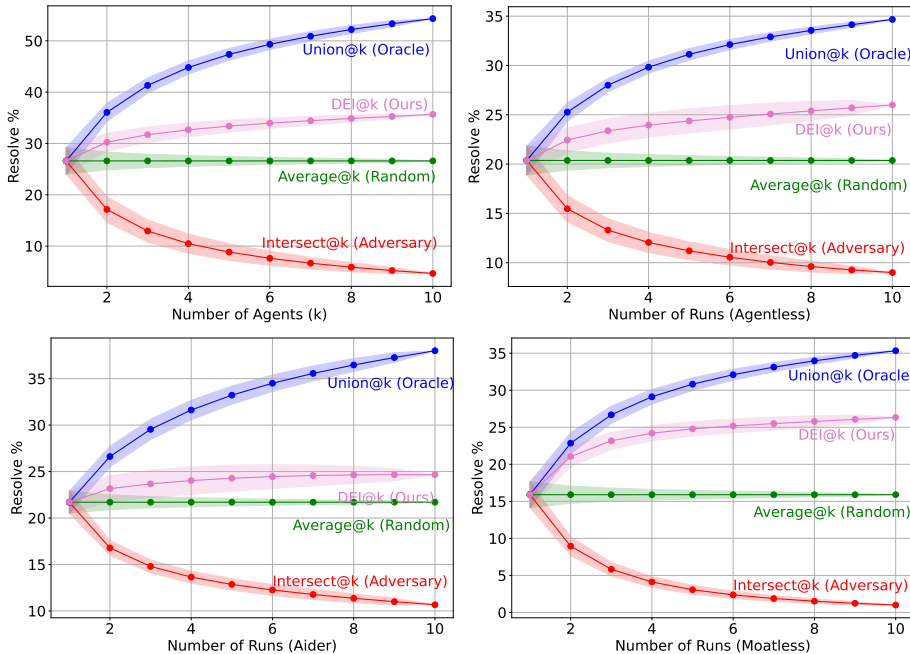 50
40
30
20
10
Resolve %
Union@k (Oracle)
DEI@k (Ours)
Average@k (Random)
Intersect@k (Adversary)
2 4 6 8 10
Number of Agents (k)
35
30
25
20
15
10
Resolve %
Union@k (Oracle)
DEI@k (Ours)
Average@k (Random)
Intersect@k (Adversary)
2 4 6 8 10
Number of Runs (Agentless)
35
30
25
20
15
10
Resolve %
Union@k (Oracle)
DEI@k (Ours)
Average@k (Random)
Intersect@k (Adversary)
2 4 6 8 10
Number of Runs (Aider)
35
30
25
20
15
10
5
0
Resolve %
Union@k (Oracle
DEI@k (Ours)
Average@k (Random)
Intersect@k (Adversary)
2 4 6 8 10
Number of Runs (Moatless)